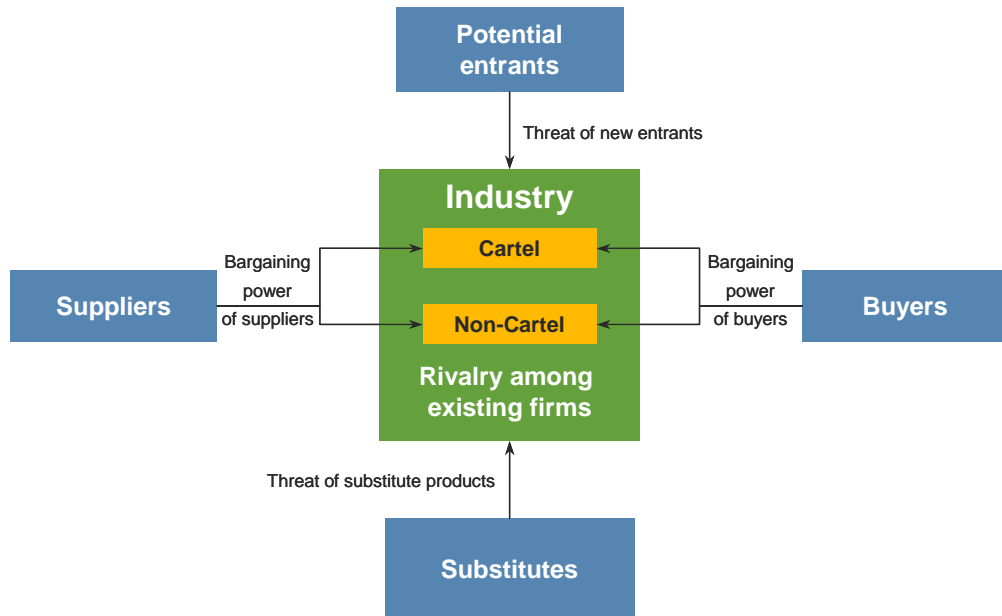 Potential
entrants
Threat of new entrants
Industry
Cartel
Bargaining
power
of suppliers
Bargaining
power
of buyers
Suppliers
Buyers
Non-Cartel
Rivalry among
existing firms
Threat of substitute products
Substitutes